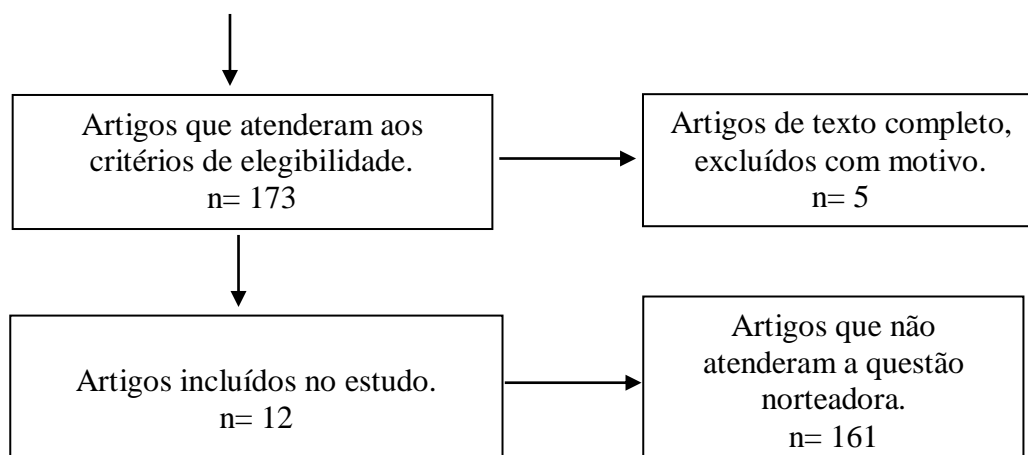 Artigos que atenderam aos
critérios de elegibilidade.
n= 173
Artigos de texto completo,
excluídos com motivo.
n= 5
Artigos incluídos no estudo.
n= 12
Artigos que não
atenderam a questão
norteadora.
n= 161